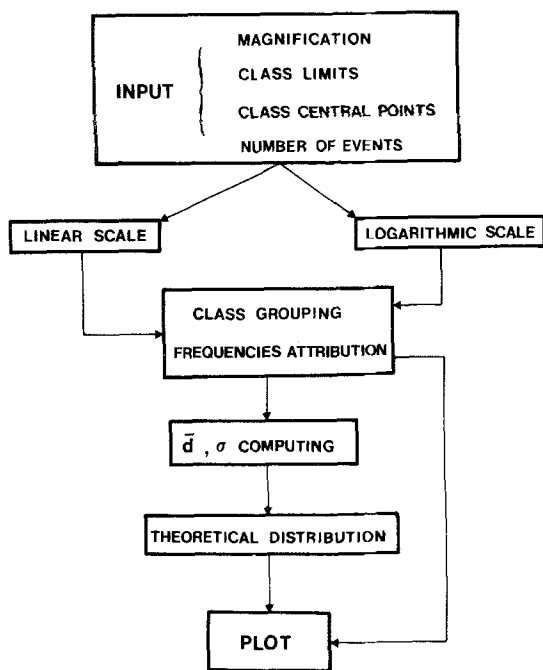 INPUT
MAGNIFICATION
CLASS LIMITS
CLASS CENTRAL POINTS
NUMBER OF EVENTS
LINEAR SCALE
LOGARITHMIC SCALE
CLASS GROUPING
FREQUENCIES ATTRIBUTION
d̄ , σ COMPUTING
THEORETICAL DISTRIBUTION
PLOT